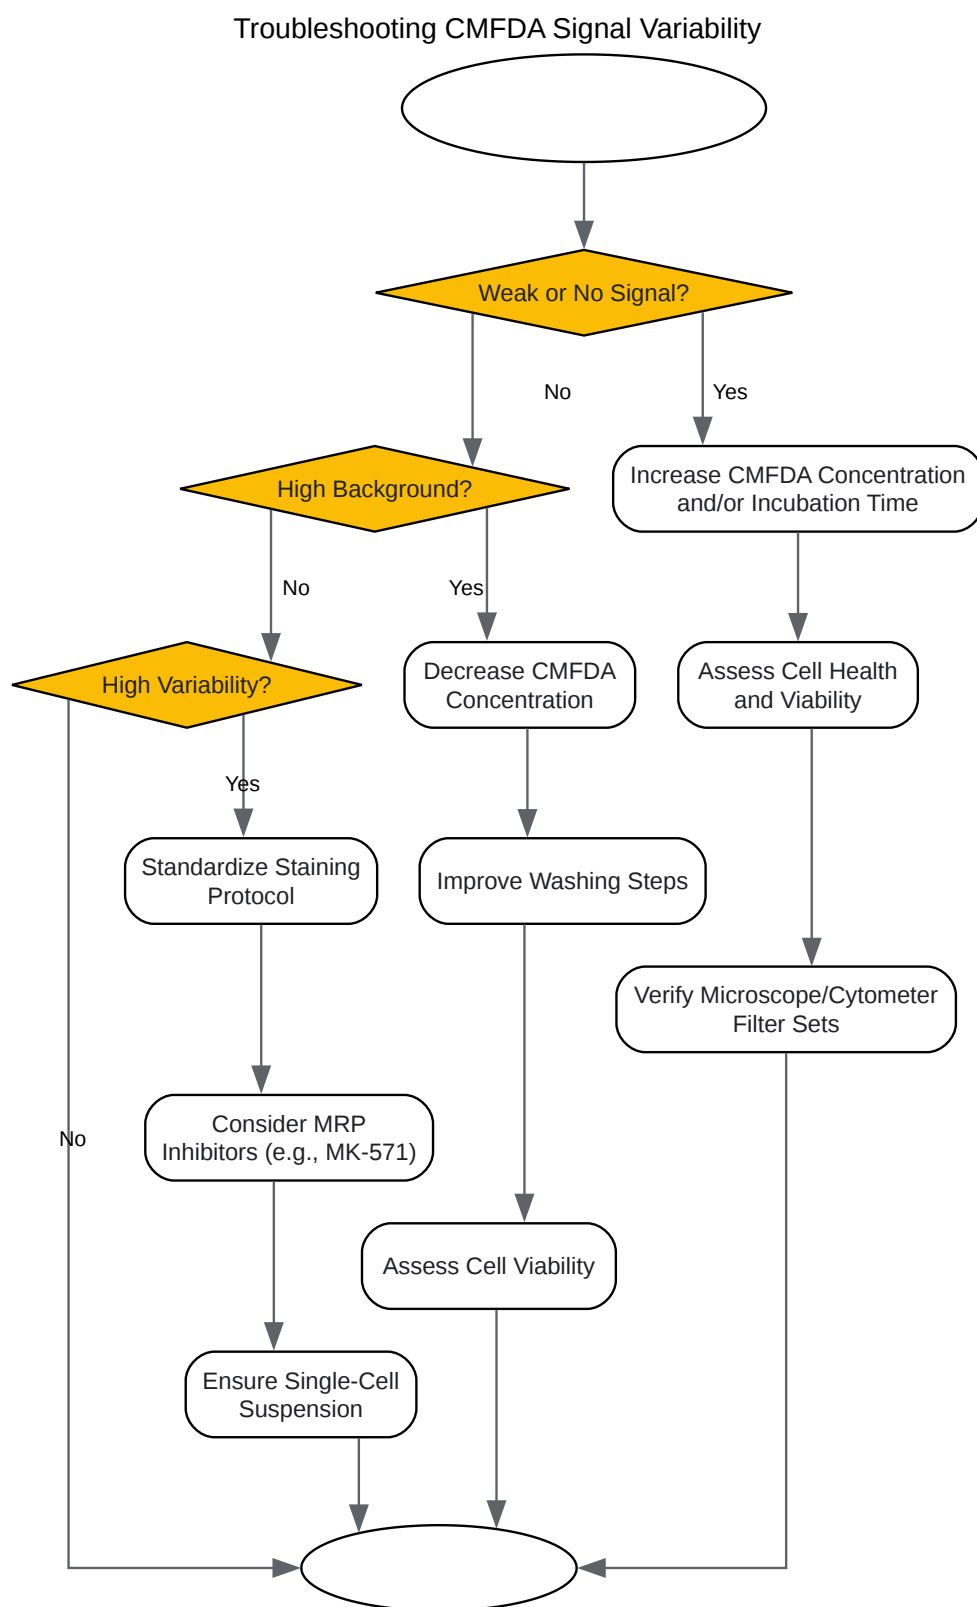 Troubleshooting CMFDA Signal Variability
Weak or No Signal?
No
Yes
High Background?
Increase CMFDA Concentration
and/or Incubation Time
No
Yes
High Variability?
Decrease CMFDA
Concentration
Assess Cell Health
and Viability
Yes
Standardize Staining
Protocol
Improve Washing Steps
Verify Microscope/Cytometer
Filter Sets
No
Consider MRP
Inhibitors (e.g., MK-571)
Assess Cell Viability
Ensure Single-Cell
Suspension